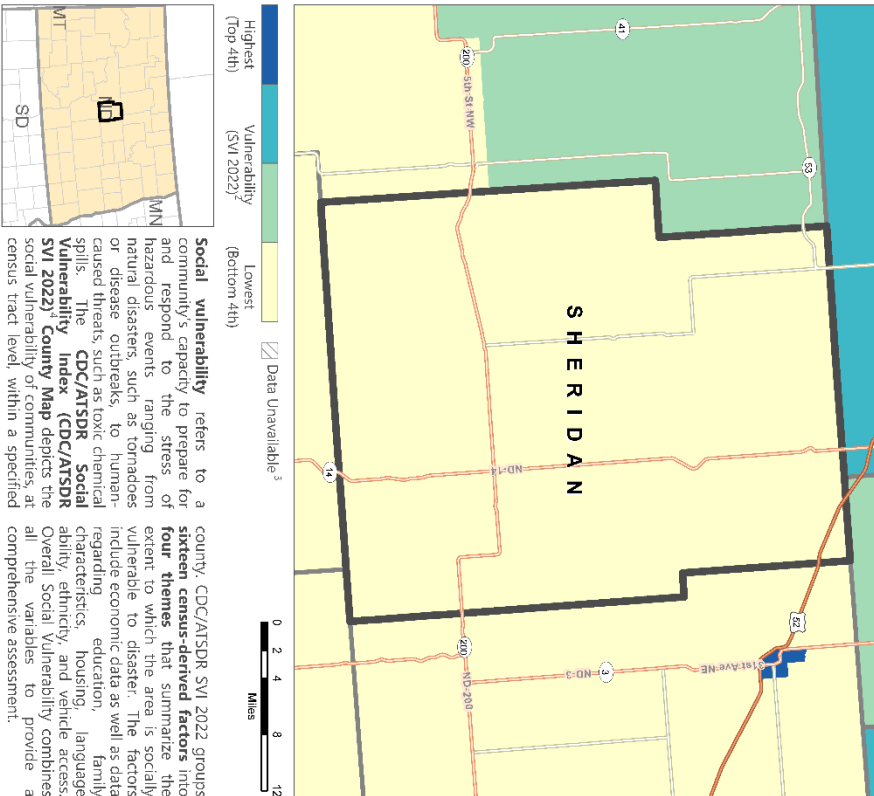 53
52
31st Ave NE
41
3
SHERIDAN
ND-3
ND-14
200
5th St NW
200
ND-200
14
Highest
(Top 4th)
Vulnerability
(SVI 2022)²
Lowest
(Bottom 4th)
Data Unavailable ³
0 2 4 8 12
Miles
MT
ND
MN
SD
Social vulnerability refers to a
community's capacity to prepare for
and respond to the stress of
hazardous events ranging from
natural disasters, such as tornadoes
or disease outbreaks, to human-
caused threats, such as toxic chemical
spills. The CDC/ATSDR Social
Vulnerability Index (CDC/ATSDR
SVI 2022)⁴ County Map depicts the
social vulnerability of communities, at
census tract level, within a specified
county. CDC/ATSDR SVI 2022 groups
sixteen census-derived factors into
four themes that summarize the
extent to which the area is socially
vulnerable to disaster. The factors
include economic data as well as data
regarding education, family
characteristics, housing, language
ability, ethnicity, and vehicle access.
Overall Social Vulnerability combines
all the variables to provide a
comprehensive assessment.